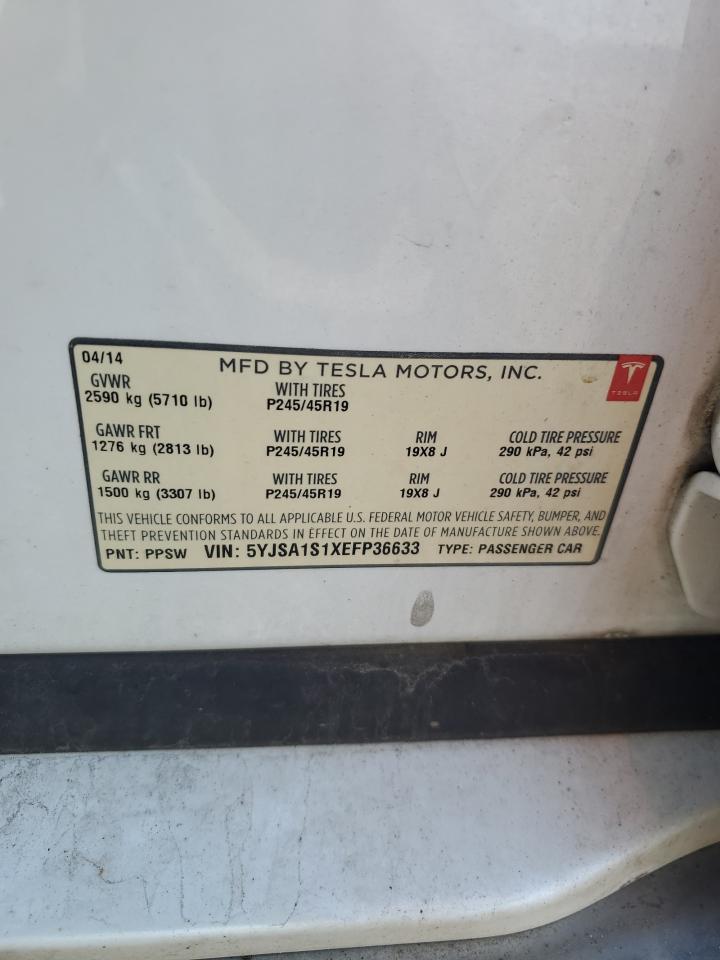 04/14
MFD BY TESLA MOTORS, INC.
TESLA
GVWR
2590 kg (5710 lb)
WITH TIRES
P245/45R19
GAWR FRT
1276 kg (2813 lb)
WITH TIRES
P245/45R19
RIM
19X8 J
COLD TIRE PRESSURE
290 kPa, 42 psi
GAWR RR
1500 kg (3307 lb)
WITH TIRES
P245/45R19
RIM
19X8 J
COLD TIRE PRESSURE
290 kPa, 42 psi
THIS VEHICLE CONFORMS TO ALL APPLICABLE U.S. FEDERAL MOTOR VEHICLE SAFETY, BUMPER, AND
THEFT PREVENTION STANDARDS IN EFFECT ON THE DATE OF MANUFACTURE SHOWN ABOVE.
PNT: PPSW VIN: 5YJSA1S1XEFP36633 TYPE: PASSENGER CAR